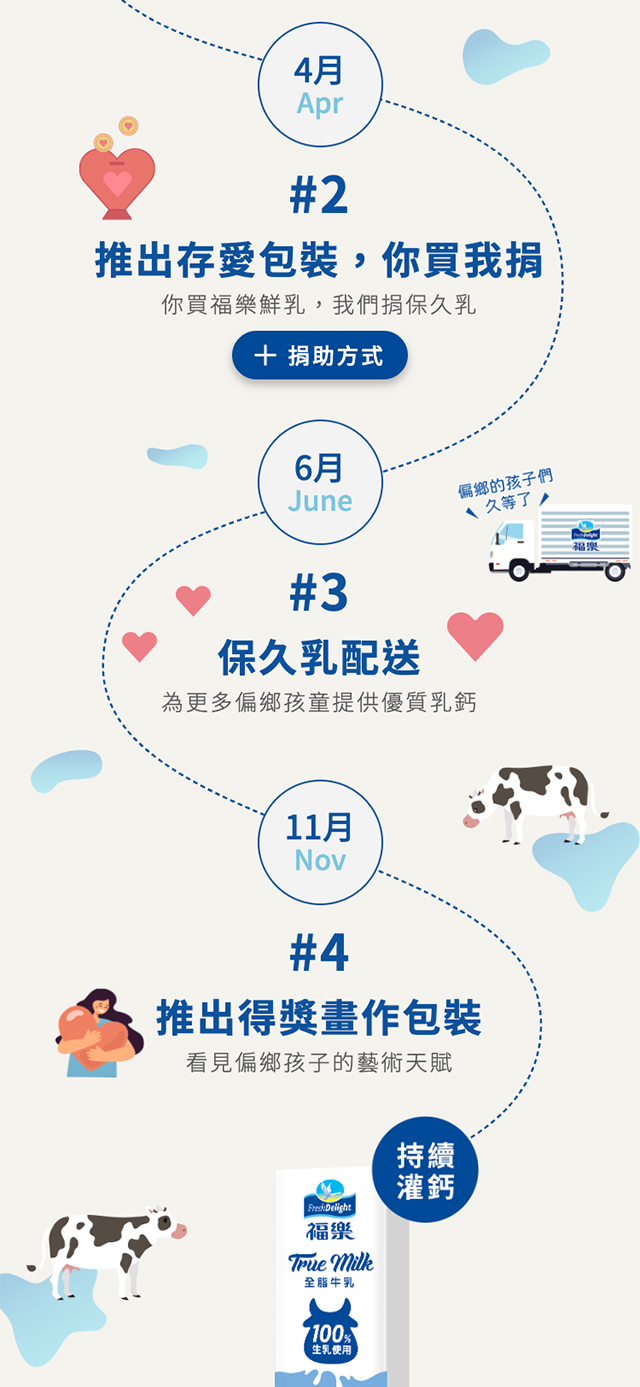 4月
Apr
#2
推出存愛包裝，你買我捐
你買福樂鮮乳，我們捐保久乳
＋ 捐助方式
6月
June
偏鄉的孩子們
久等了
FreshDelight
福樂
#3
保久乳配送
為更多偏鄉孩童提供優質乳鈣
11月
Nov
#4
推出得獎畫作包裝
看見偏鄉孩子的藝術天賦
持續
灌鈣
FreshDelight
福樂
True Milk
全脂牛乳
100%
生乳使用